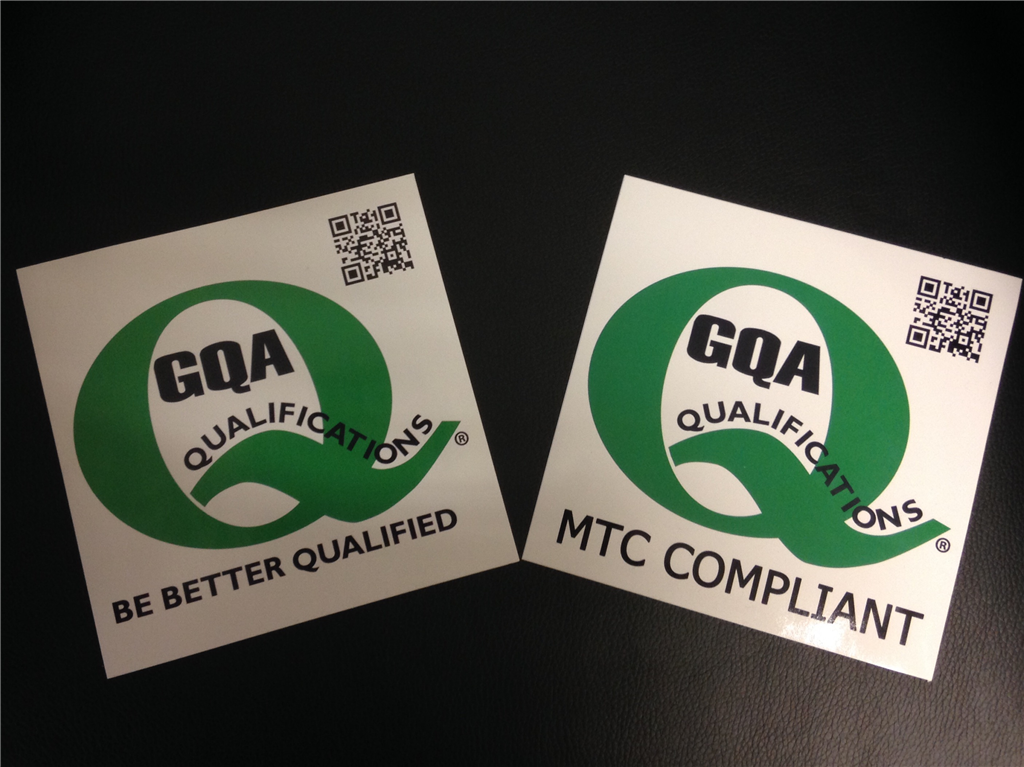 GQA
QUALIFICATIONS®
BE BETTER QUALIFIED
GQA
QUALIFICATIONS®
MTC COMPLIANT